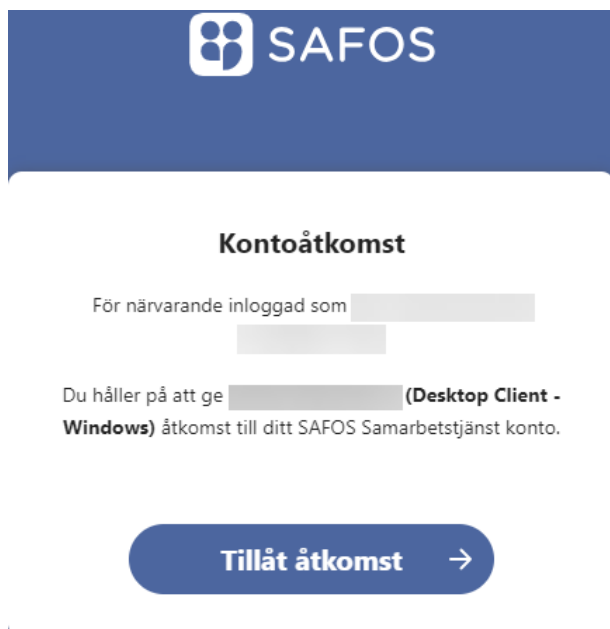 SAFOS
Kontoåtkomst
För närvarande inloggad som
Du håller på att ge (Desktop Client -
Windows) åtkomst till ditt SAFOS Samarbetstjänst konto.
Tillåt åtkomst